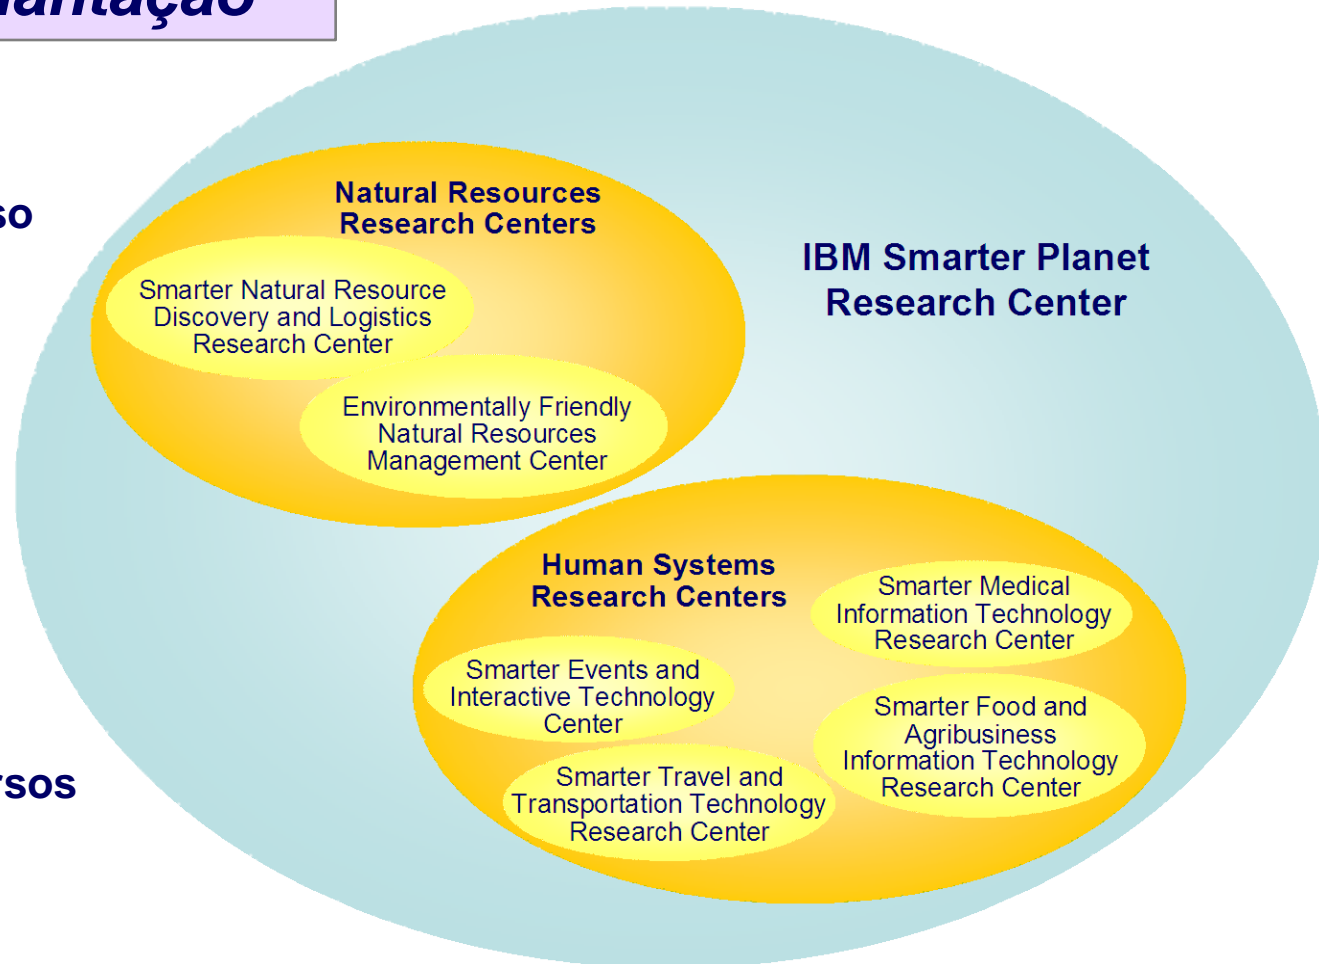 so
rsos
Natural Resources
Research Centers
Smarter Natural Resource
Discovery and Logistics
Research Center
Environmentally Friendly
Natural Resources
Management Center
IBM Smarter Planet
Research Center
Human Systems
Research Centers
Smarter Medical
Information Technology
Research Center
Smarter Events and
Interactive Technology
Center
Smarter Food and
Agribusiness
Information Technology
Research Center
Smarter Travel and
Transportation Technology
Research Center